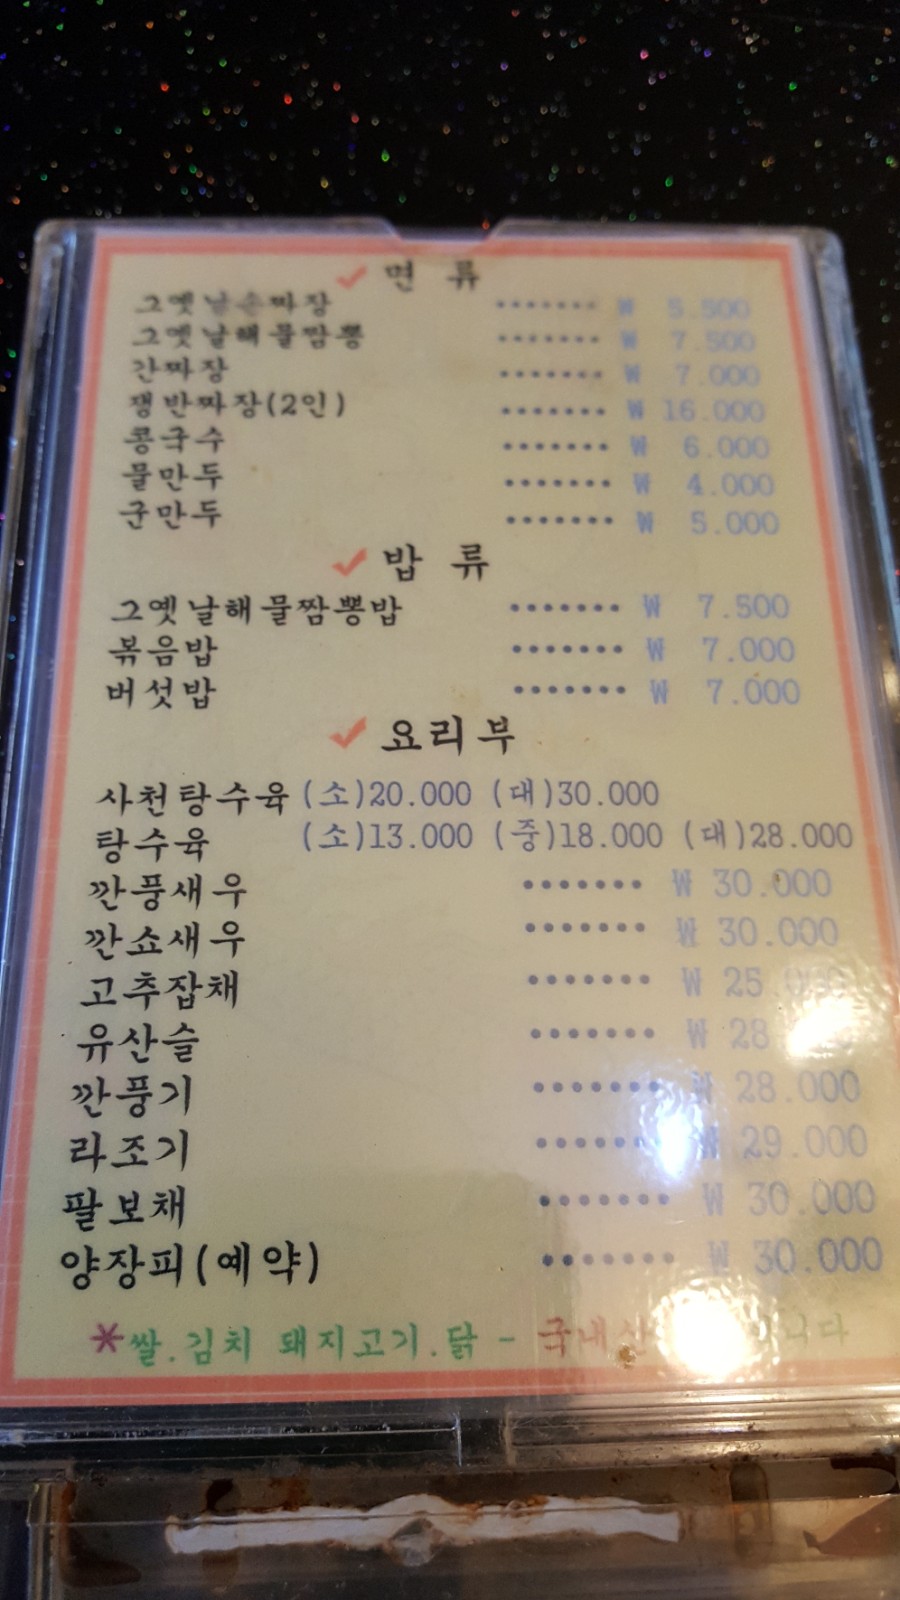 ✓ 면 류
그옛날손짜장 ······· ₩ 5.500
그옛날해물짬뽕 ······· ₩ 7.500
간짜장 ······· ₩ 7.000
쟁반짜장(2인) ······· ₩ 16.000
콩국수 ······· ₩ 6.000
물만두 ······· ₩ 4.000
군만두 ······· ₩ 5.000
✓ 밥 류
그옛날해물짬뽕밥 ······· ₩ 7.500
볶음밥 ······· ₩ 7.000
버섯밥 ······· ₩ 7.000
✓ 요리부
사천탕수육 (소)20.000 (대)30.000
탕수육 (소)13.000 (중)18.000 (대)28.000
깐풍새우 ······· ₩ 30.000
깐쇼새우 ······· ₩ 30.000
고추잡채 ······· ₩ 25.000
유산슬 ······· ₩ 28
깐풍기 ······· ₩ 28.000
라조기 ······· ₩ 29.000
팔보채 ······· ₩ 30.000
양장피(예약) ······· ₩ 30.000
*쌀.김치 돼지고기.닭 - 국내산